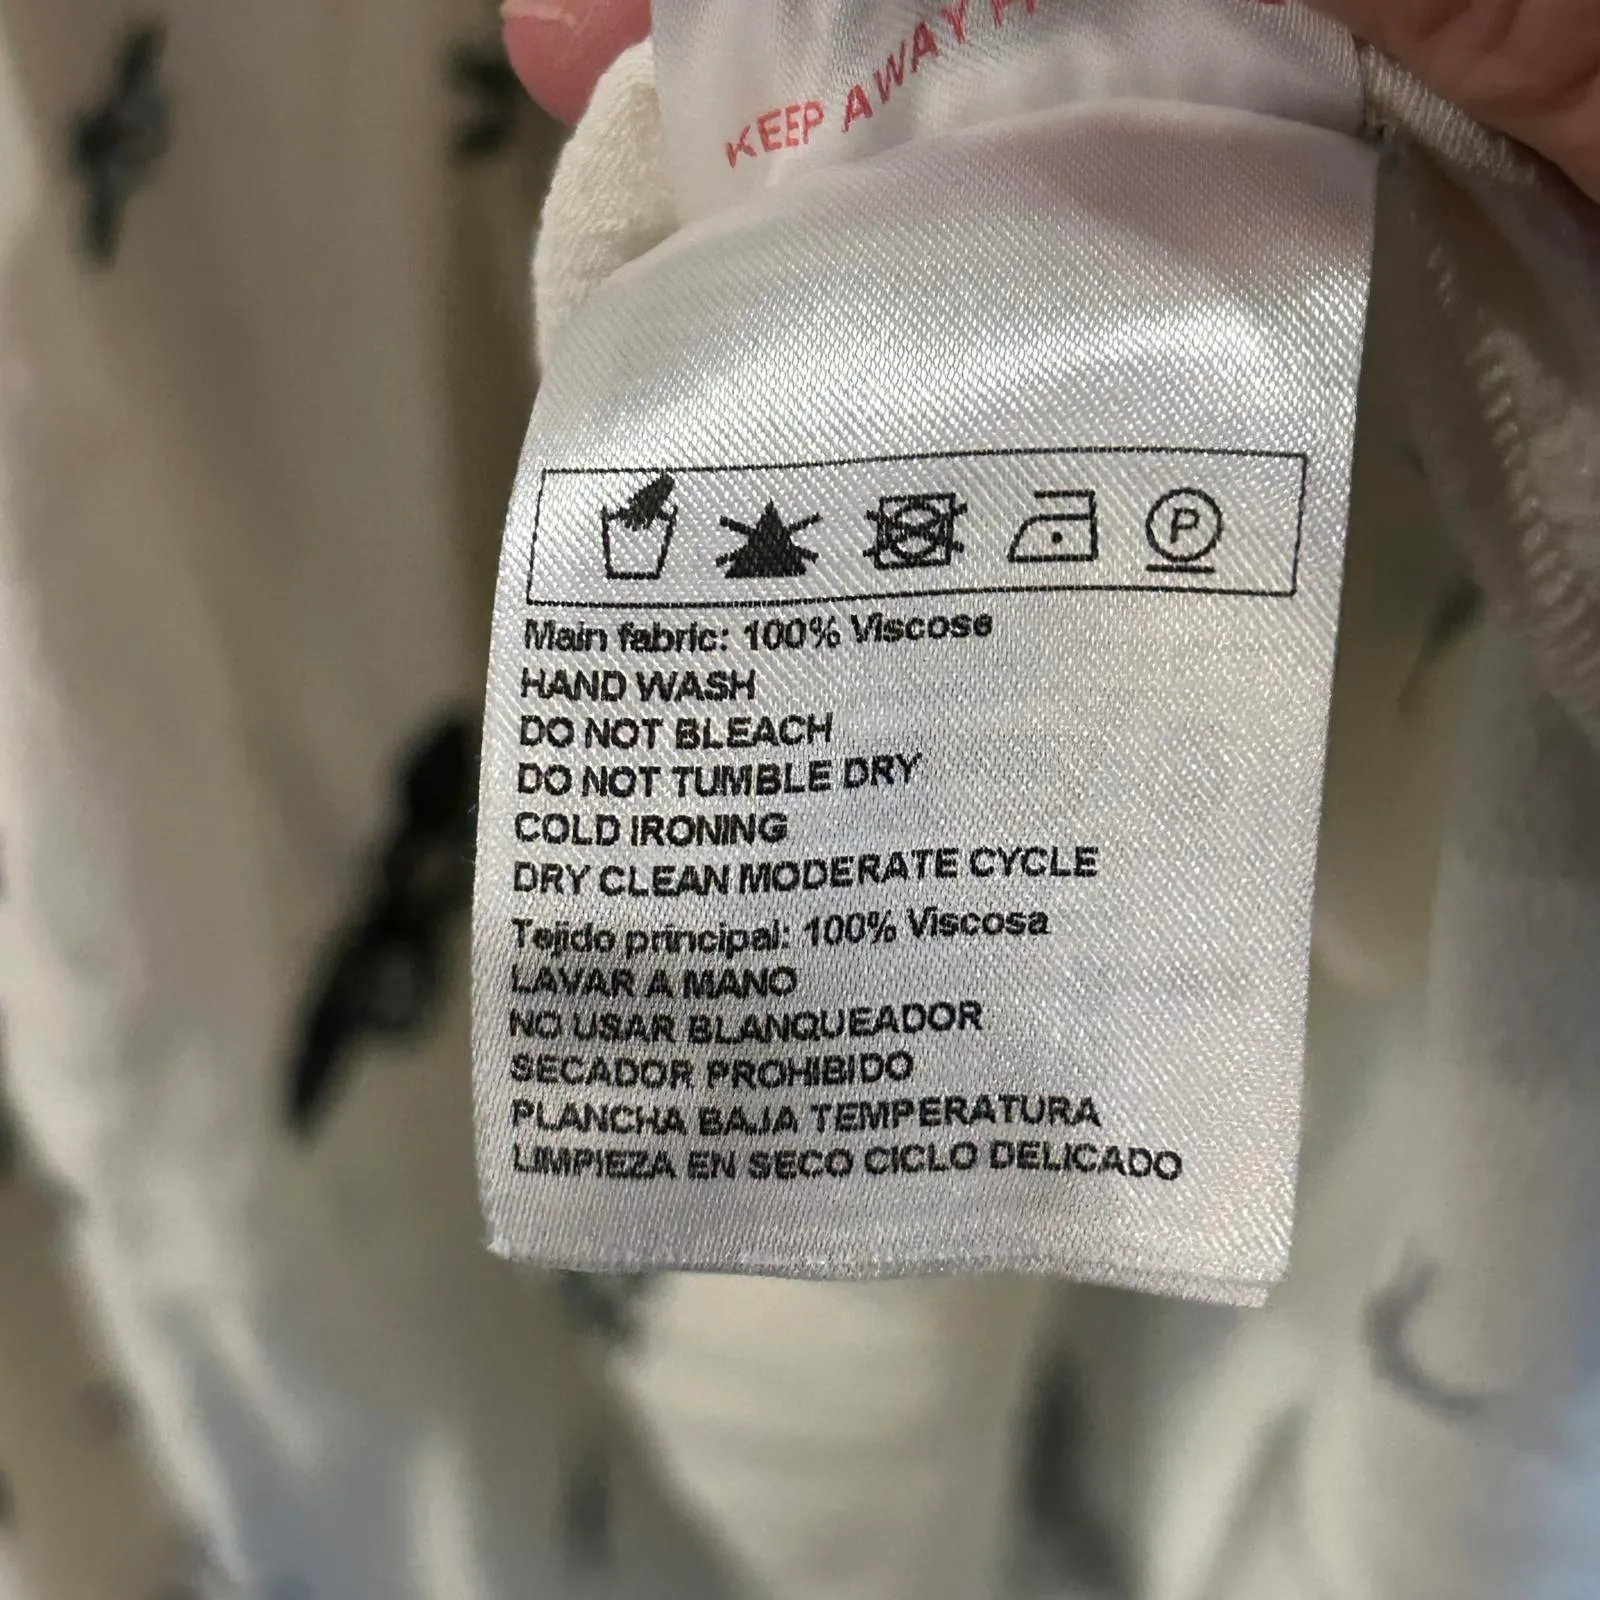 KEEP AWAY
P
Main fabric: 100% Viscose
HAND WASH
DO NOT BLEACH
DO NOT TUMBLE DRY
COLD IRONING
DRY CLEAN MODERATE CYCLE
Tejido principal: 100% Viscosa
LAVAR A MANO
NO USAR BLANQUEADOR
SECADOR PROHIBIDO
PLANCHA BAJA TEMPERATURA
LIMPIEZA EN SECO CICLO DELICADO